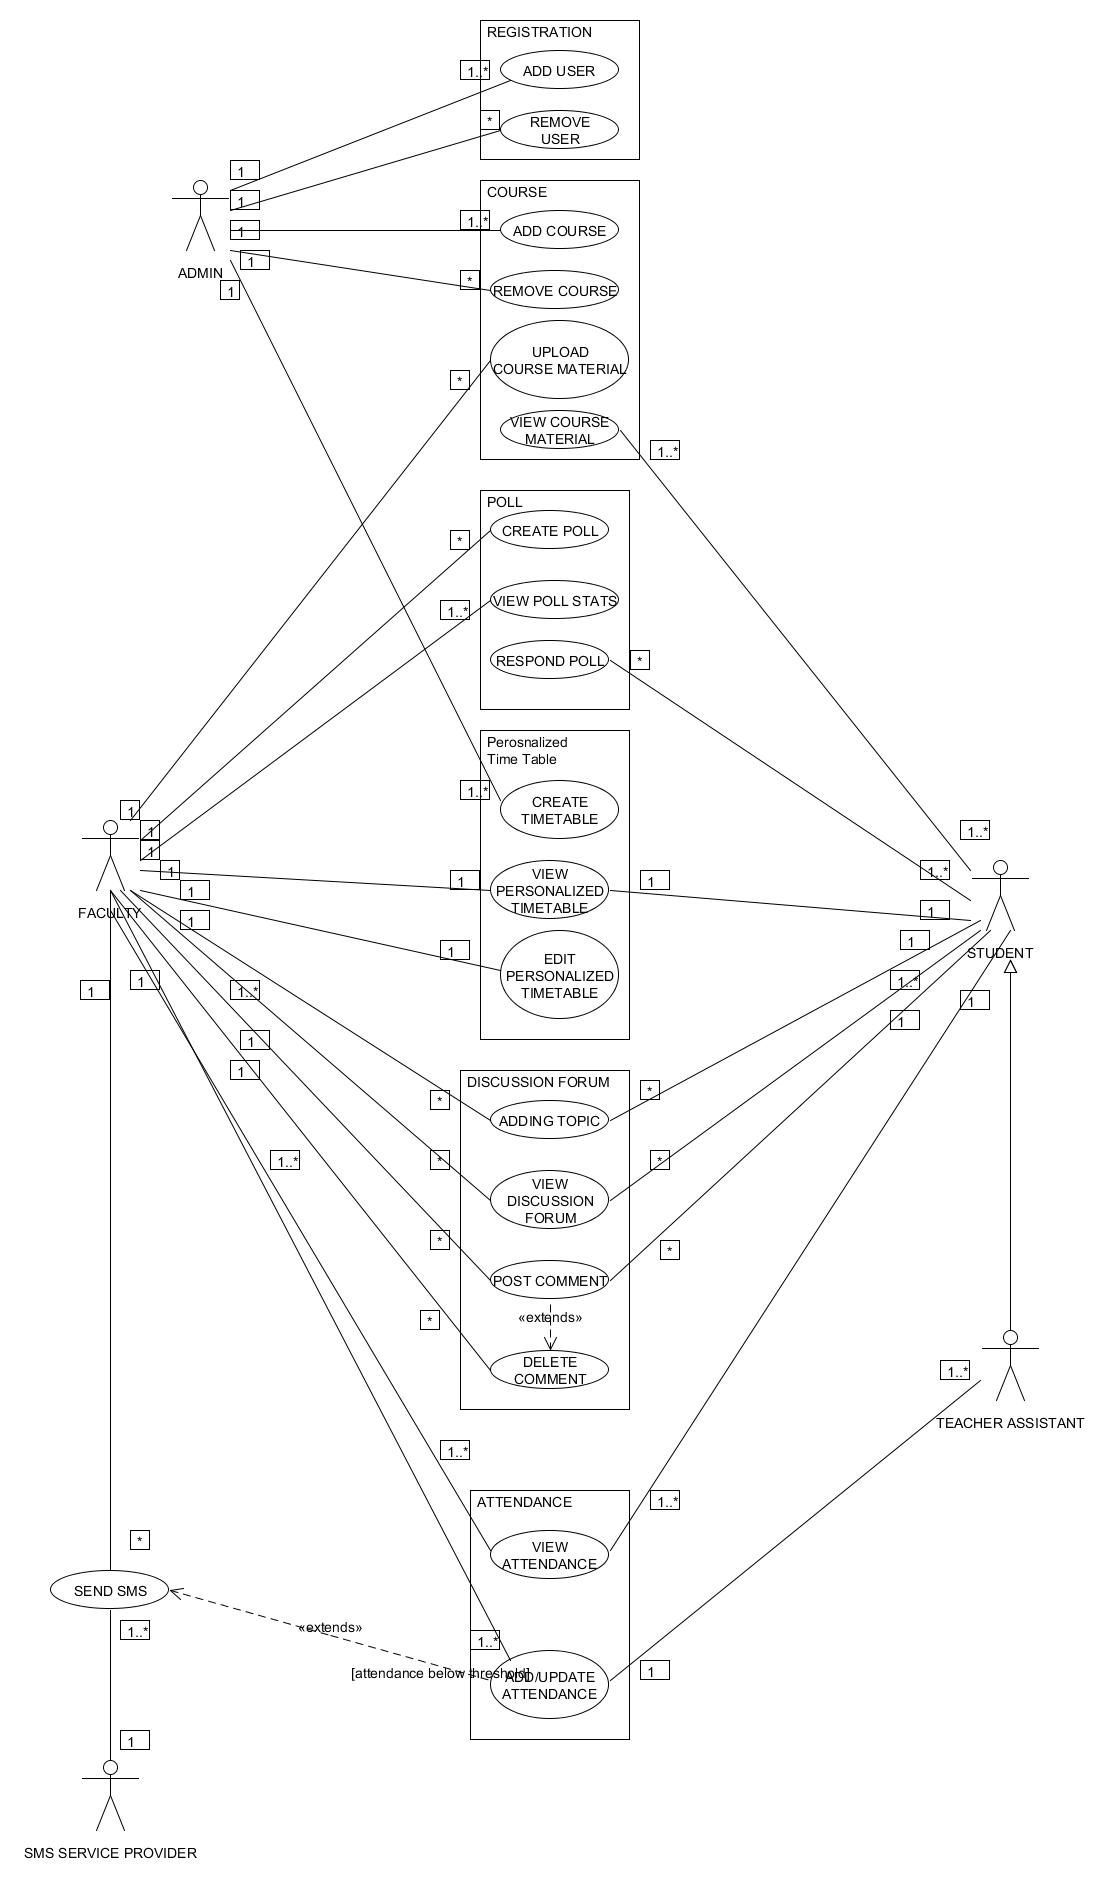 REGISTRATION
1..*
ADD USER
*
REMOVE
USER
1
1
COURSE
1..*
ADD COURSE
1
1
ADMIN
1
*
REMOVE COURSE
UPLOAD
COURSE MATERIAL
*
VIEW COURSE
MATERIAL
1..*
POLL
*
CREATE POLL
1..*
VIEW POLL STATS
RESPOND POLL
*
Perosnalized
Time Table
1..*
CREATE
TIMETABLE
1
1
1
1
1..*
1..*
1
VIEW
PERSONALIZED
TIMETABLE
1
1
1
1
FACULTY
1
1
STUDENT
EDIT
PERSONALIZED
TIMETABLE
1
1
1..*
1..*
1
1
1
1
DISCUSSION FORUM
*
ADDING TOPIC
*
1..*
*
VIEW
DISCUSSION
FORUM
*
*
POST COMMENT
*
«extends»
*
DELETE
COMMENT
1..*
TEACHER ASSISTANT
1..*
ATTENDANCE
1..*
VIEW
ATTENDANCE
*
SEND SMS
1..*
«extends»
1..*
[attendance below threshold]
ADD/UPDATE
ATTENDANCE
1
1
SMS SERVICE PROVIDER